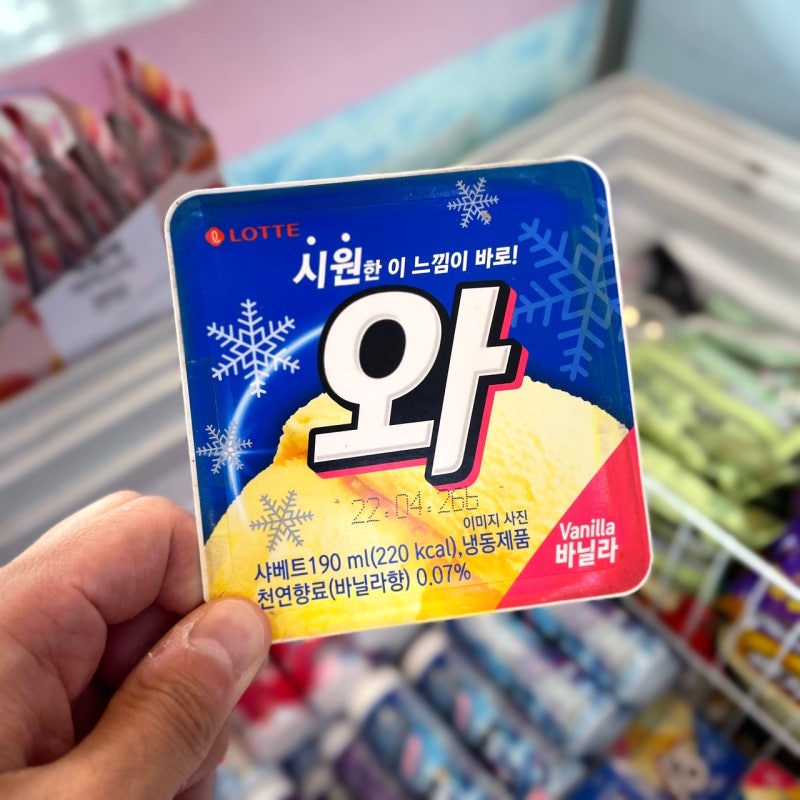 LOTTE
시원한 이 느낌이 바로!
와
22.04.26
이미지 사진
샤베트190 ml(220 kcal),냉동제품
천연향료(바닐라향) 0.07%
Vanilla
바닐라